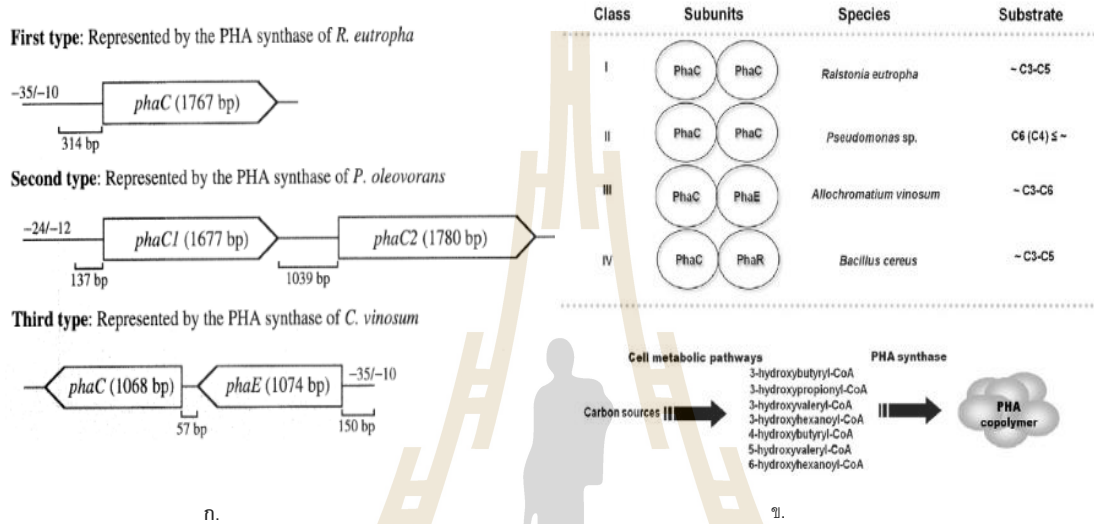 First type: Represented by the PHA synthase of R. eutropha
−35/−10
phaC (1767 bp)
314 bp
Second type: Represented by the PHA synthase of P. oleovorans
−24/−12
phaC1 (1677 bp)
phaC2 (1780 bp)
137 bp
1039 bp
Third type: Represented by the PHA synthase of C. vinosum
phaC (1068 bp)
phaE (1074 bp)
−35/−10
57 bp
150 bp
ก.
Class Subunits Species Substrate
I PhaC PhaC Ralstonia eutropha ~ C3-C5
II PhaC PhaC Pseudomonas sp. C6 (C4) ≤ ~
III PhaC PhaE Allochromatium vinosum ~ C3-C6
IV PhaC PhaR Bacillus cereus ~ C3-C5
Cell metabolic pathways
PHA synthase
Carbon sources
3-hydroxybutyryl-CoA
3-hydroxypropionyl-CoA
3-hydroxyvaleryl-CoA
3-hydroxyhexanoyl-CoA
4-hydroxybutyryl-CoA
5-hydroxyvaleryl-CoA
6-hydroxyhexanoyl-CoA
PHA
copolymer
ข.